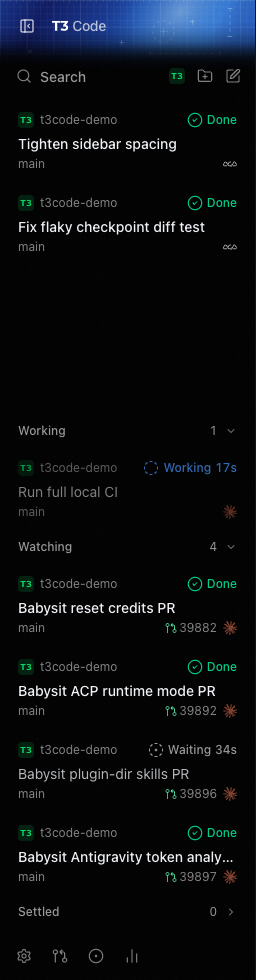 T3 Code
Search T3
T3 t3code-demo Done
Tighten sidebar spacing
main
T3 t3code-demo Done
Fix flaky checkpoint diff test
main
Working 1
T3 t3code-demo Working 17s
Run full local CI
main
Watching 4
T3 t3code-demo Done
Babysit reset credits PR
main 39882
T3 t3code-demo Done
Babysit ACP runtime mode PR
main 39892
T3 t3code-demo Waiting 34s
Babysit plugin-dir skills PR
main 39896
T3 t3code-demo Done
Babysit Antigravity token analy...
main 39897
Settled 0